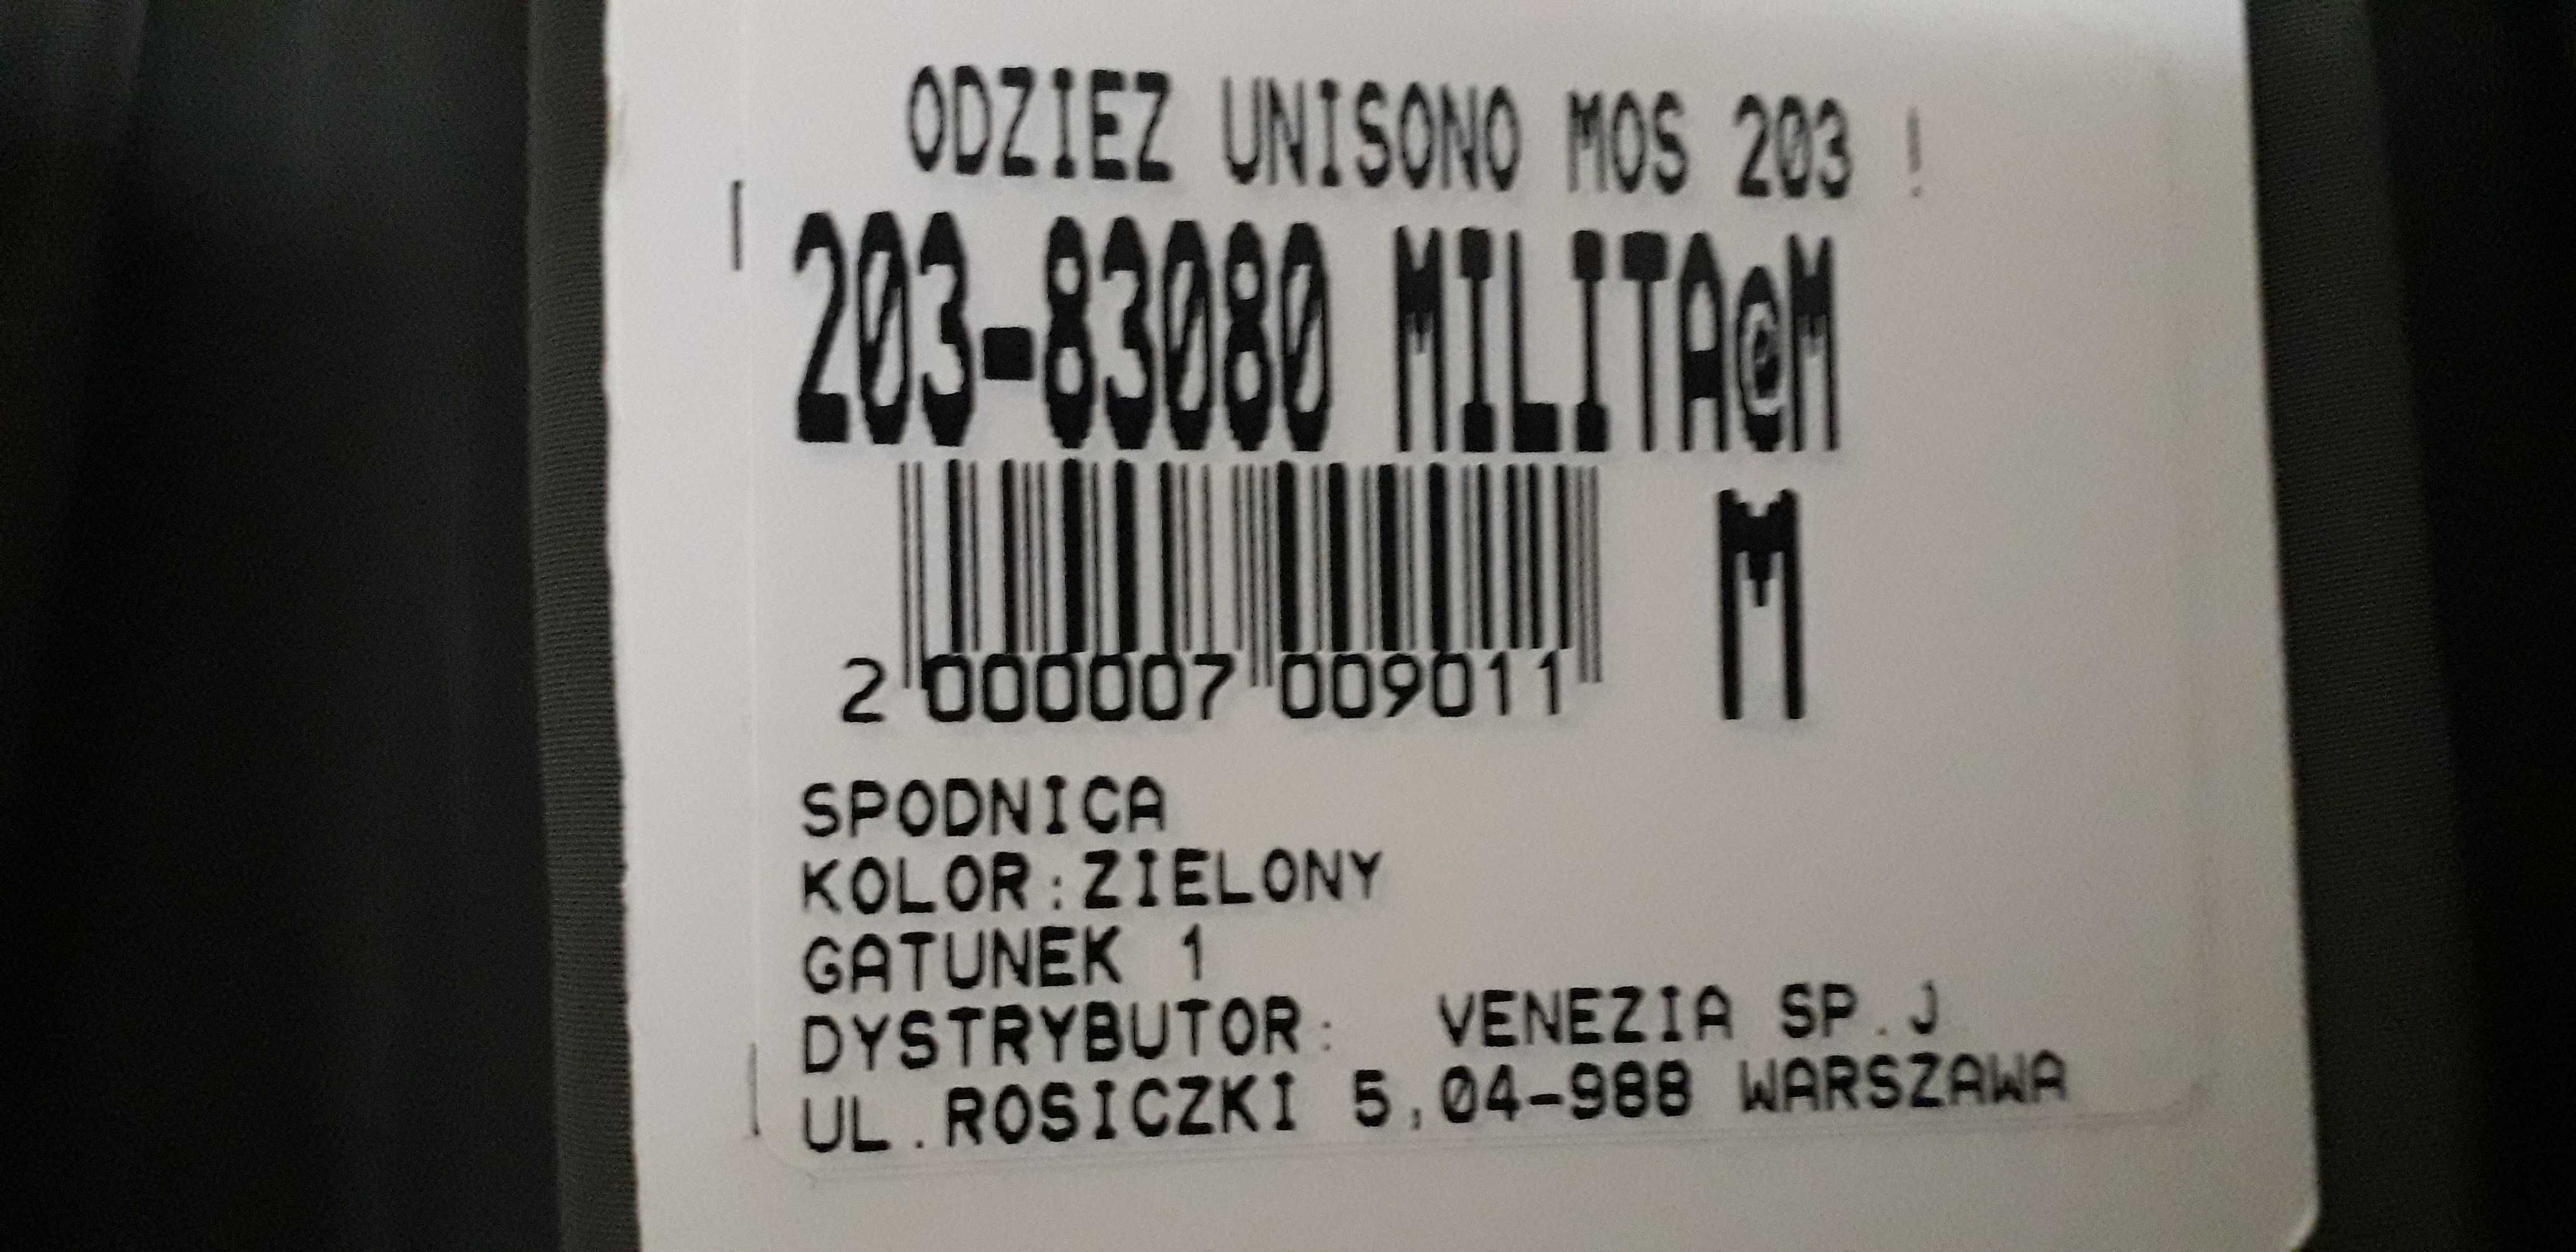 ODZIEZ UNISONO MOS 203 !
203-83080 MILITA@M
M
2 000007 009011
SPODNICA
KOLOR:ZIELONY
GATUNEK 1
DYSTRYBUTOR: VENEZIA SP.J
UL.ROSICZKI 5,04-988 WARSZAWA